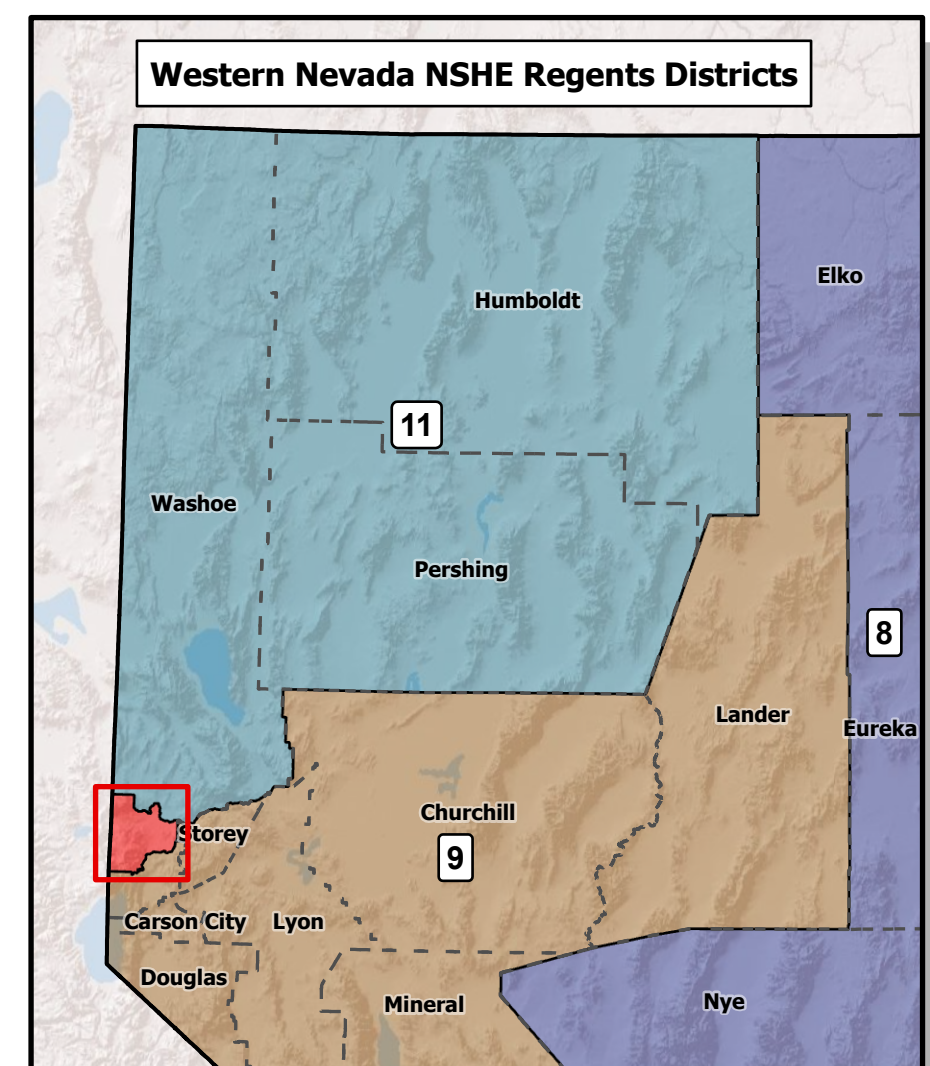 Western Nevada NSHE Regents Districts
Elko
Humboldt
11
Washoe
Pershing
8
Lander
Eureka
Churchill
Storey
9
Carson City
Lyon
Douglas
Mineral
Nye